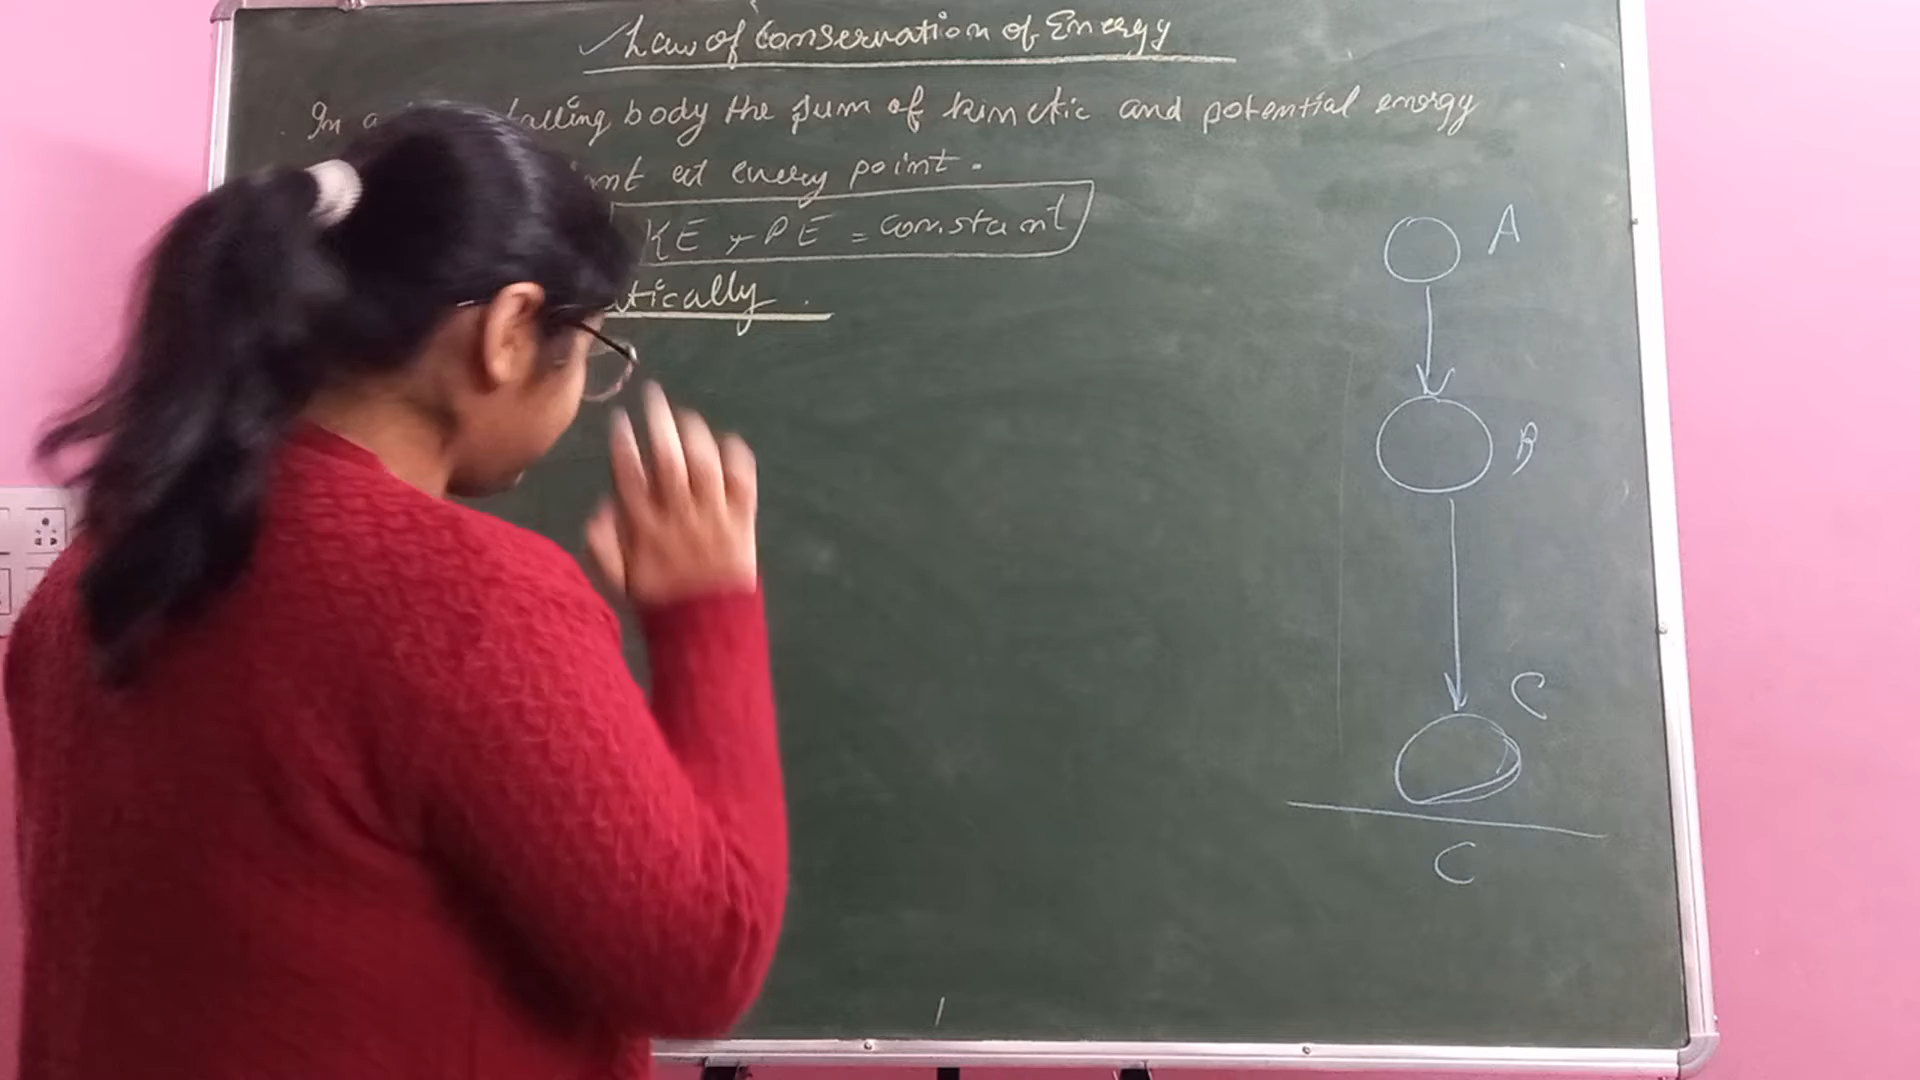 Law of Conservation of Energy
In a falling body the sum of kinetic and potential energy
at every point.
KE + PE = constant
A
B
C
C